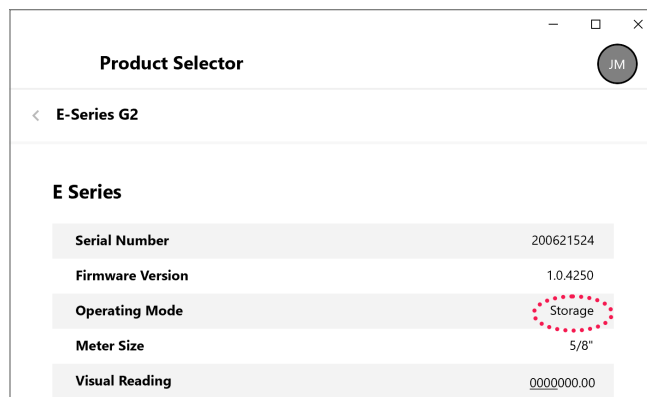 Product Selector
JM
E-Series G2
E Series
Serial Number 200621524
Firmware Version 1.0.4250
Operating Mode Storage
Meter Size 5/8"
Visual Reading 0000000.00